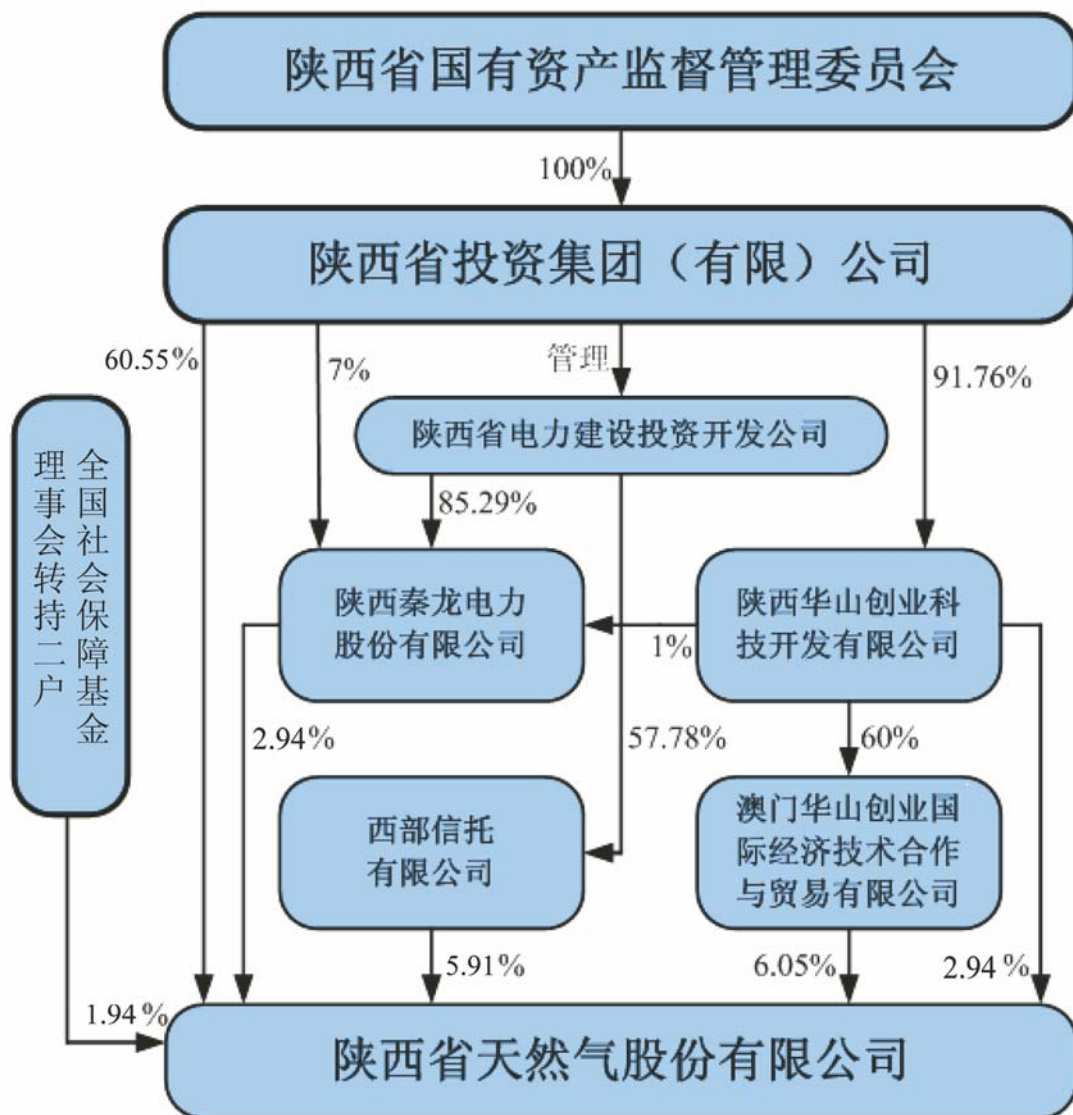 陕西省国有资产监督管理委员会
100%
陕西省投资集团（有限）公司
60.55%
7%
管理
91.76%
陕西省电力建设投资开发公司
全国社会保障基金
理事会转持二户
85.29%
陕西秦龙电力
股份有限公司
1%
陕西华山创业科
技开发有限公司
2.94%
57.78%
60%
西部信托
有限公司
澳门华山创业国
际经济技术合作
与贸易有限公司
5.91%
6.05%
2.94%
1.94%
陕西省天然气股份有限公司